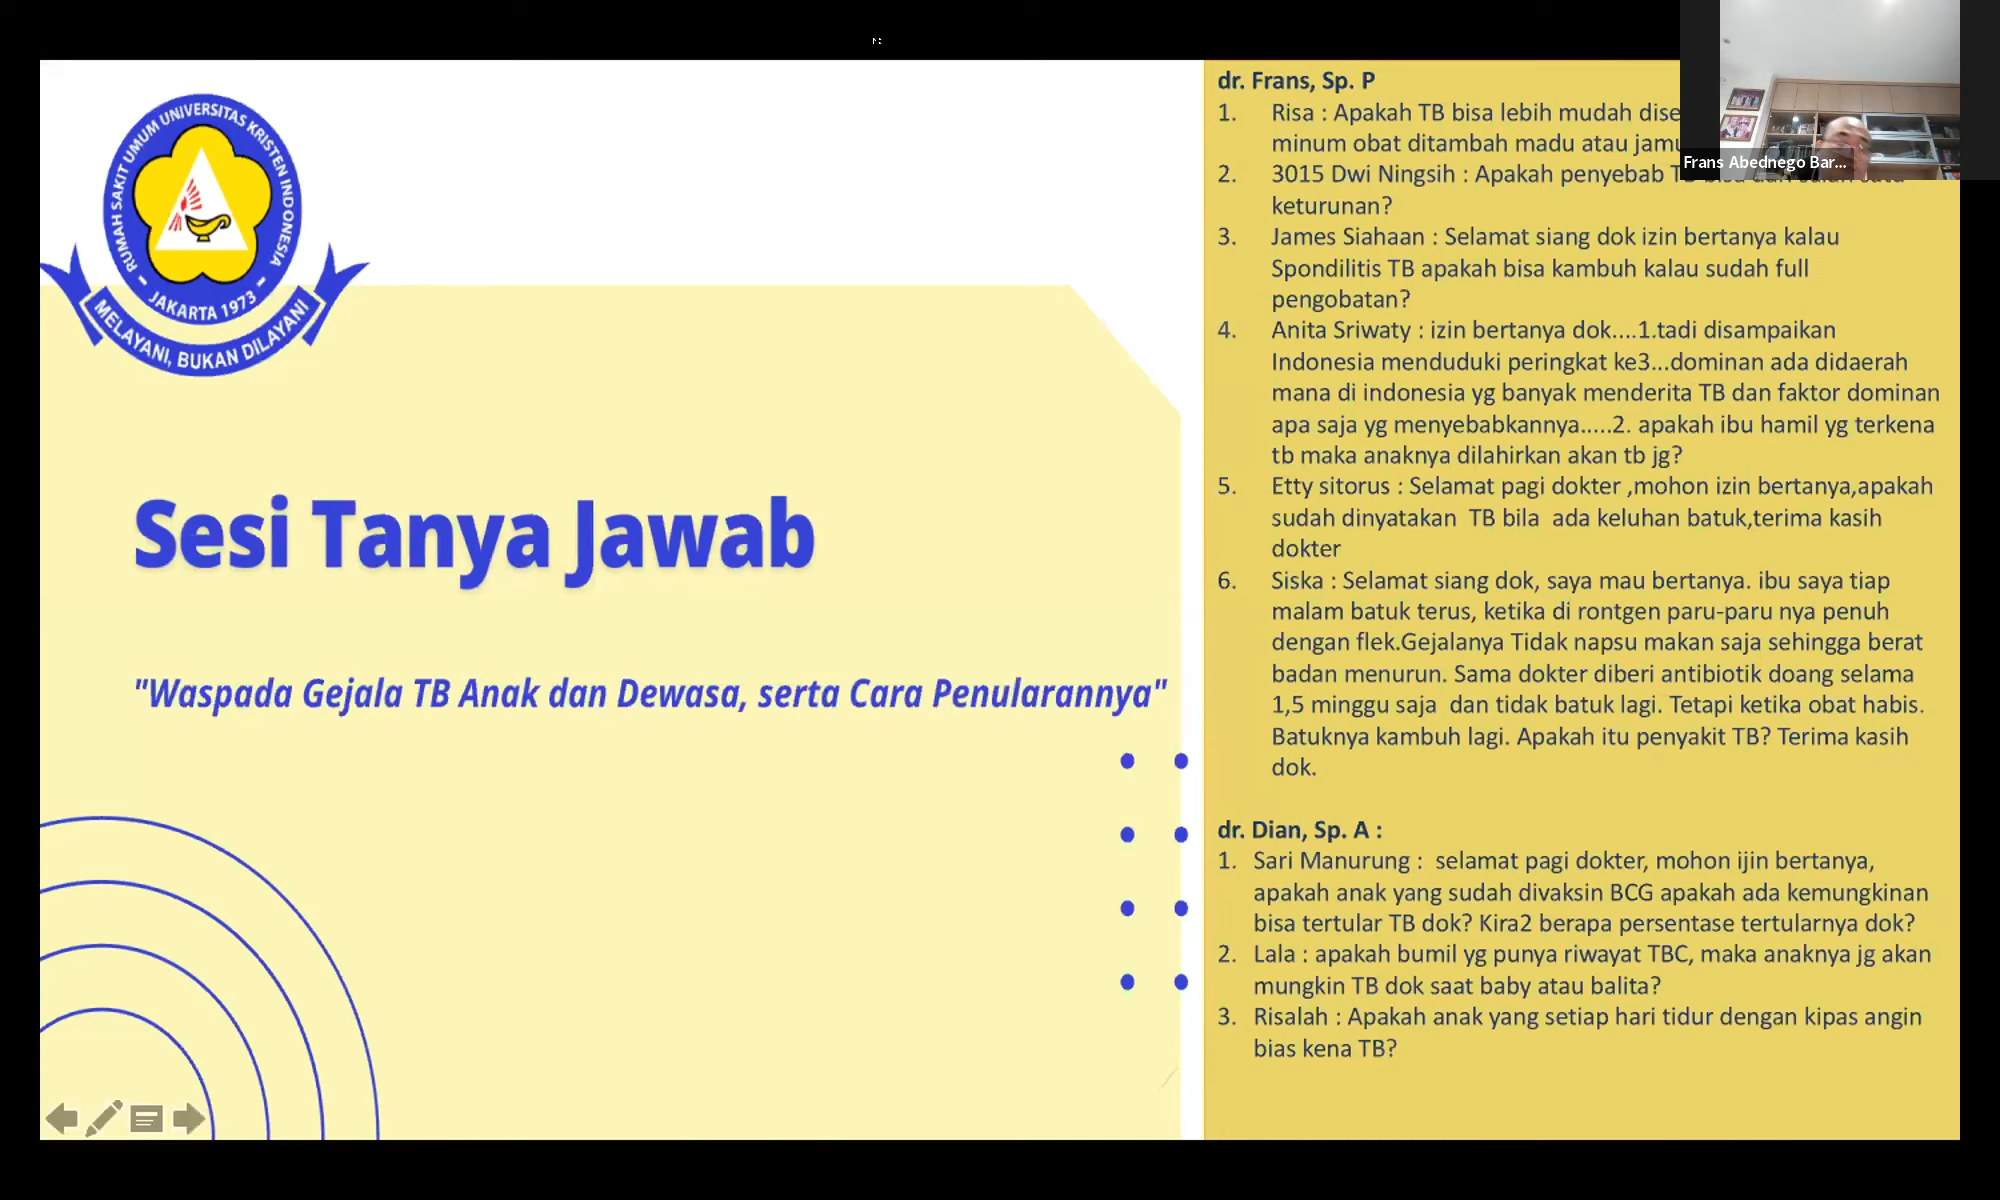 RUMAH SAKIT UMUM UNIVERSITAS KRISTEN INDONESIA
– JAKARTA 1973 –
MELAYANI, BUKAN DILAYANI
Sesi Tanya Jawab
"Waspada Gejala TB Anak dan Dewasa, serta Cara Penularannya"
dr. Frans, Sp. P
1. Risa : Apakah TB bisa lebih mudah
minum obat ditambah madu atau
2. 3015 Dwi Ningsih : Apakah penyebab
keturunan?
3. James Siahaan : Selamat siang dok izin bertanya kalau
Spondilitis TB apakah bisa kambuh kalau sudah full
pengobatan?
4. Anita Sriwaty : izin bertanya dok....1.tadi disampaikan
Indonesia menduduki peringkat ke3...dominan ada didaerah
mana di indonesia yg banyak menderita TB dan faktor dominan
apa saja yg menyebabkannya.....2. apakah ibu hamil yg terkena
tb maka anaknya dilahirkan akan tb jg?
5. Etty sitorus : Selamat pagi dokter ,mohon izin bertanya,apakah
sudah dinyatakan TB bila ada keluhan batuk,terima kasih
dokter
6. Siska : Selamat siang dok, saya mau bertanya. ibu saya tiap
malam batuk terus, ketika di rontgen paru-paru nya penuh
dengan flek.Gejalanya Tidak napsu makan saja sehingga berat
badan menurun. Sama dokter diberi antibiotik doang selama
1,5 minggu saja dan tidak batuk lagi. Tetapi ketika obat habis.
Batuknya kambuh lagi. Apakah itu penyakit TB? Terima kasih
dok.
dr. Dian, Sp. A :
1. Sari Manurung : selamat pagi dokter, mohon ijin bertanya,
apakah anak yang sudah divaksin BCG apakah ada kemungkinan
bisa tertular TB dok? Kira2 berapa persentase tertularnya dok?
2. Lala : apakah bumil yg punya riwayat TBC, maka anaknya jg akan
mungkin TB dok saat baby atau balita?
3. Risalah : Apakah anak yang setiap hari tidur dengan kipas angin
bias kena TB?
Frans Abednego Bar...